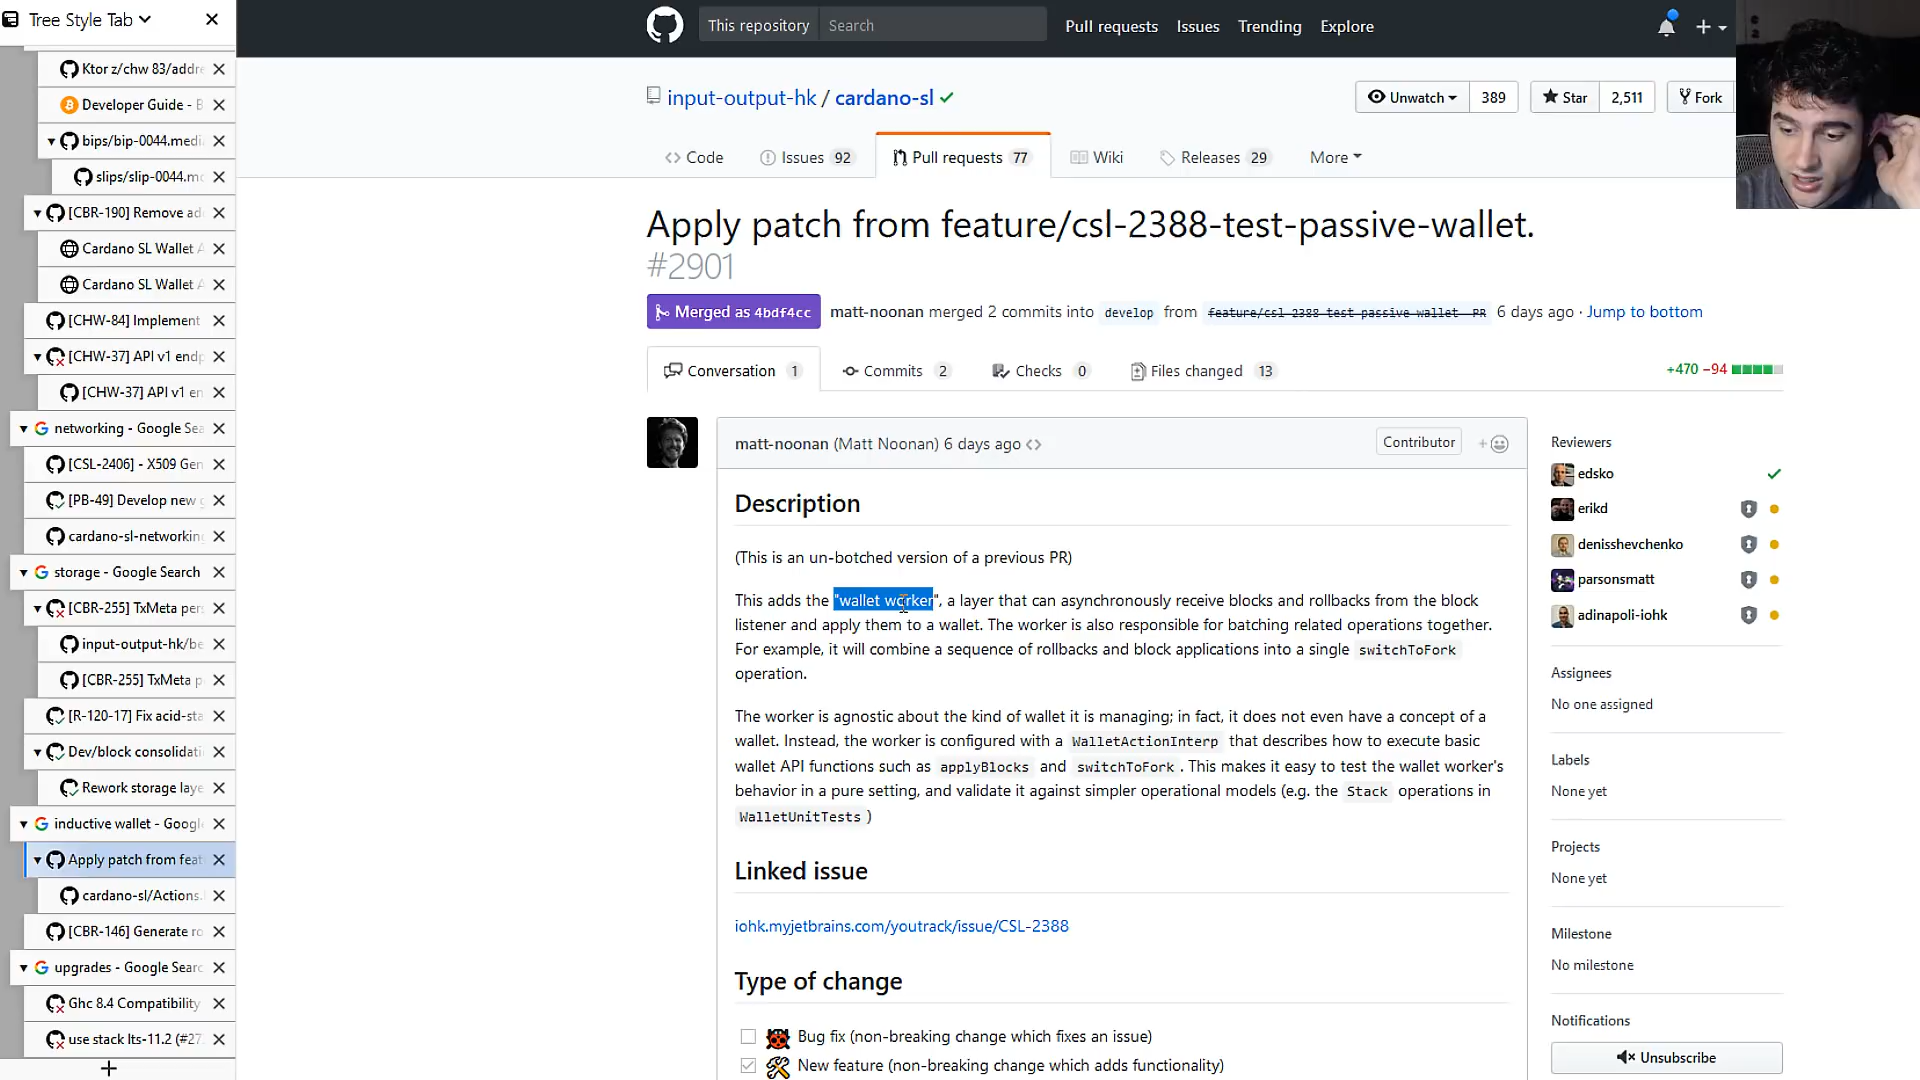 Tree Style Tab
Ktor z/chw 83/addre
Developer Guide - B
bips/bip-0044.medi
slips/slip-0044.mc
[CBR-190] Remove ad
Cardano SL Wallet A
Cardano SL Wallet A
[CHW-84] Implement
[CHW-37] API v1 endp
[CHW-37] API v1 en
networking - Google Sea
[CSL-2406] - X509 Gen
[PB-49] Develop new g
cardano-sl-networking
storage - Google Search
[CBR-255] TxMeta pers
input-output-hk/be
[CBR-255] TxMeta p
[R-120-17] Fix acid-sta
Dev/block consolidati
Rework storage laye
inductive wallet - Googl
Apply patch from feat
cardano-sl/Actions.
[CBR-146] Generate ro
upgrades - Google Searc
Ghc 8.4 Compatibility
use stack lts-11.2 (#27
This repository Search Pull requests Issues Trending Explore
input-output-hk / cardano-sl
Unwatch 389 Star 2,511 Fork
Code Issues 92 Pull requests 77 Wiki Releases 29 More
Apply patch from feature/csl-2388-test-passive-wallet.
#2901
Merged as 4bdf4cc matt-noonan merged 2 commits into develop from feature/csl-2388-test-passive-wallet--PR 6 days ago · Jump to bottom
Conversation 1 Commits 2 Checks 0 Files changed 13 +470 −94
matt-noonan (Matt Noonan) 6 days ago Contributor
Description
(This is an un-botched version of a previous PR)
This adds the "wallet worker", a layer that can asynchronously receive blocks and rollbacks from the block
listener and apply them to a wallet. The worker is also responsible for batching related operations together.
For example, it will combine a sequence of rollbacks and block applications into a single switchToFork
operation.
The worker is agnostic about the kind of wallet it is managing; in fact, it does not even have a concept of a
wallet. Instead, the worker is configured with a WalletActionInterp that describes how to execute basic
wallet API functions such as applyBlocks and switchToFork. This makes it easy to test the wallet worker's
behavior in a pure setting, and validate it against simpler operational models (e.g. the Stack operations in
WalletUnitTests)
Linked issue
iohk.myjetbrains.com/youtrack/issue/CSL-2388
Type of change
Bug fix (non-breaking change which fixes an issue)
New feature (non-breaking change which adds functionality)
Reviewers
edsko
erikd
denisshevchenko
parsonsmatt
adinapoli-iohk
Assignees
No one assigned
Labels
None yet
Projects
None yet
Milestone
No milestone
Notifications
Unsubscribe